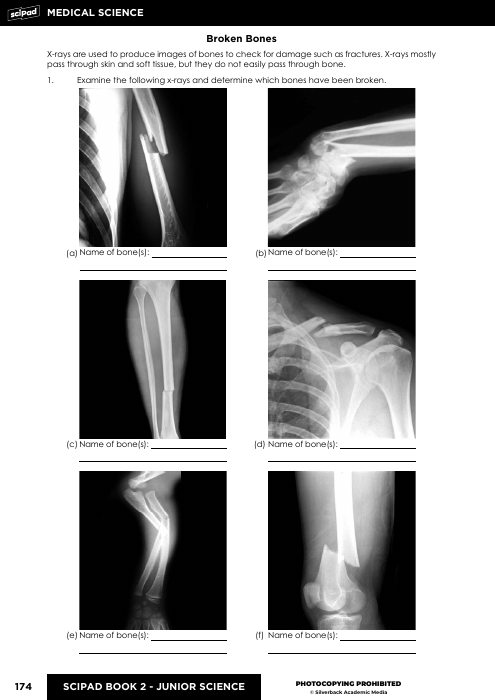 scipad MEDICAL SCIENCE
Broken Bones
X-rays are used to produce images of bones to check for damage such as fractures. X-rays mostly
pass through skin and soft tissue, but they do not easily pass through bone.
1. Examine the following x-rays and determine which bones have been broken.
(a) Name of bone(s):
(b) Name of bone(s):
(c) Name of bone(s):
(d) Name of bone(s):
(e) Name of bone(s):
(f) Name of bone(s):
174 SCIPAD BOOK 2 - JUNIOR SCIENCE
PHOTOCOPYING PROHIBITED
© Silverback Academic Media